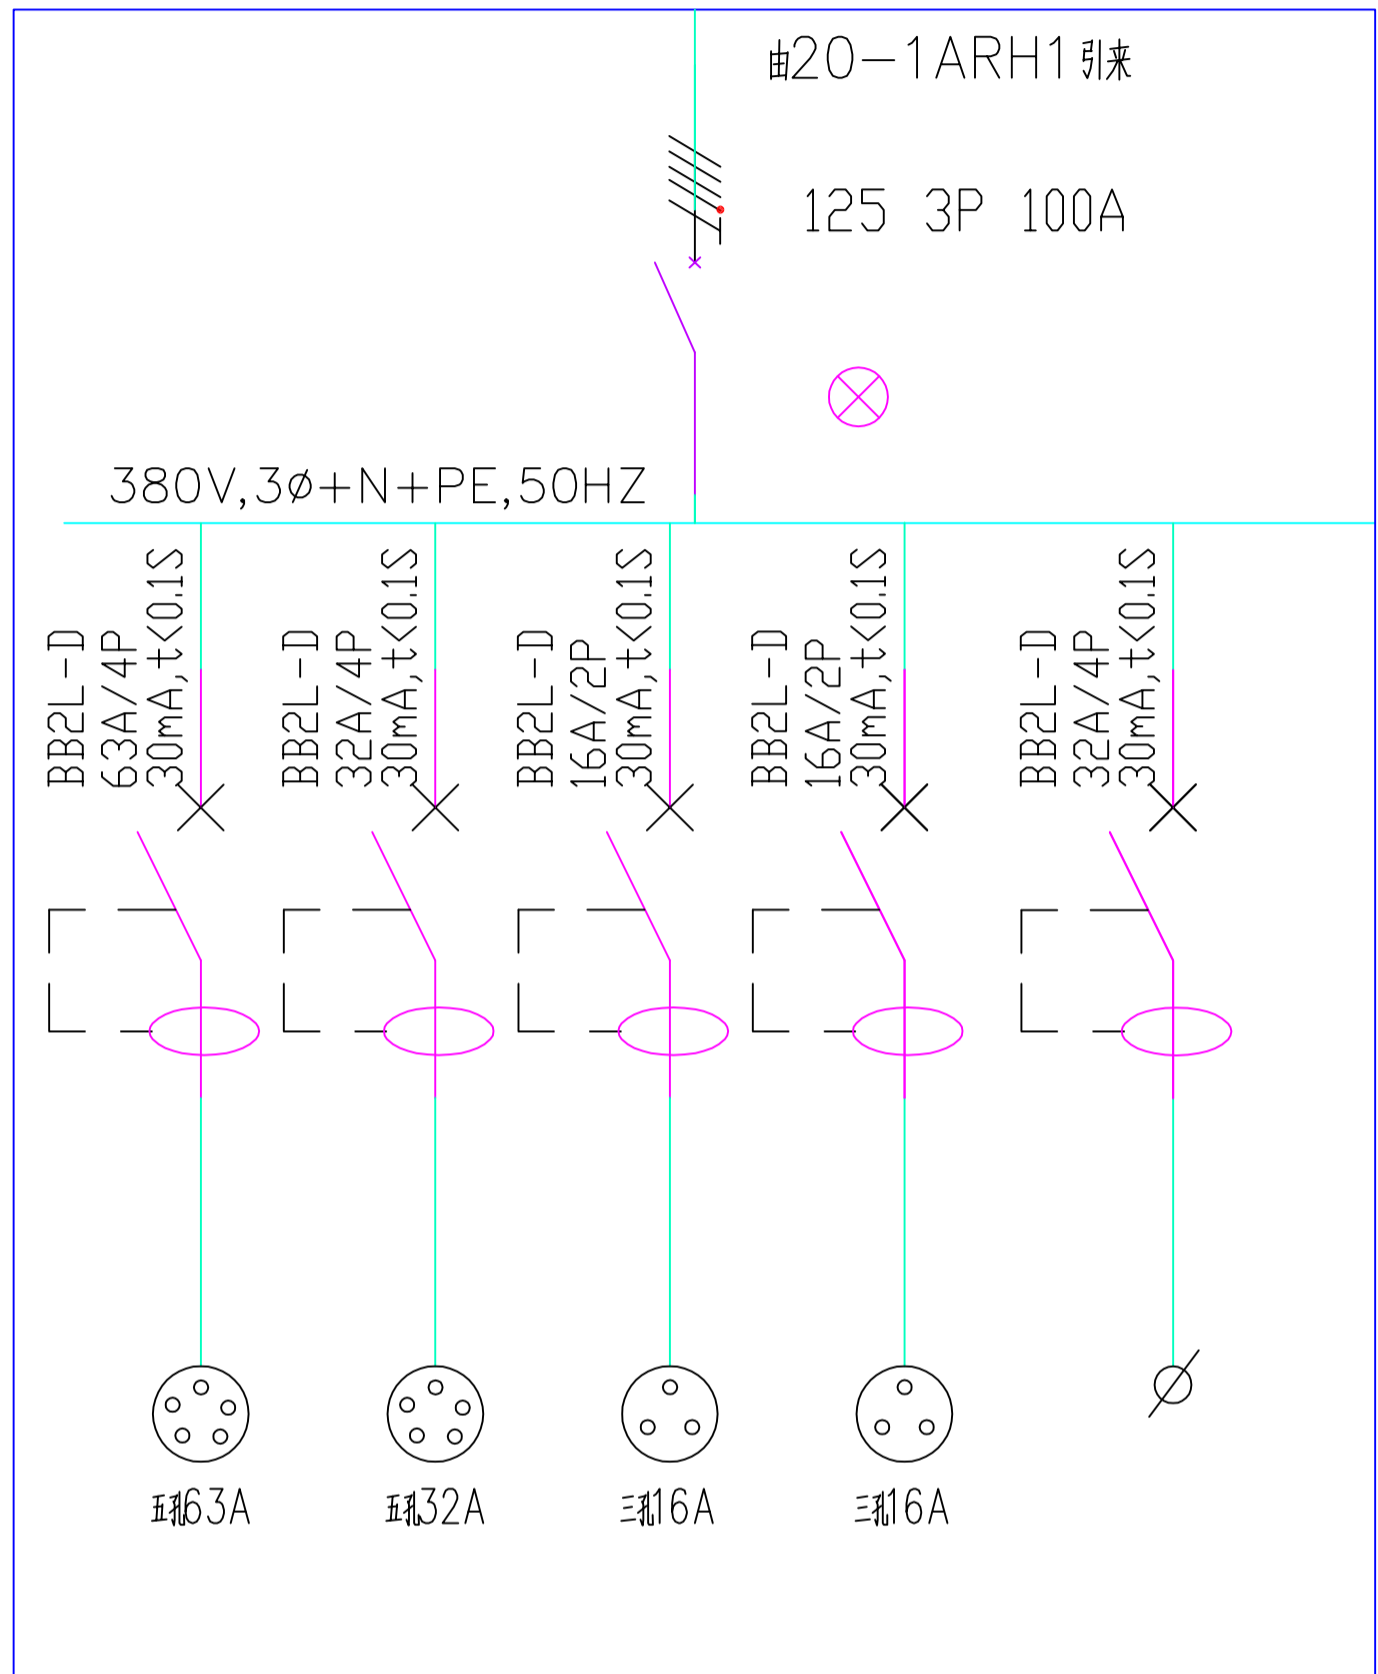 由20-1ARH1引来
125 3P 100A
380V,3ø+N+PE,50HZ
BB2L-D
63A/4P
30mA,t<0.1S
BB2L-D
32A/4P
30mA,t<0.1S
BB2L-D
16A/2P
30mA,t<0.1S
BB2L-D
16A/2P
30mA,t<0.1S
BB2L-D
32A/4P
30mA,t<0.1S
五孔63A
五孔32A
三孔16A
三孔16A